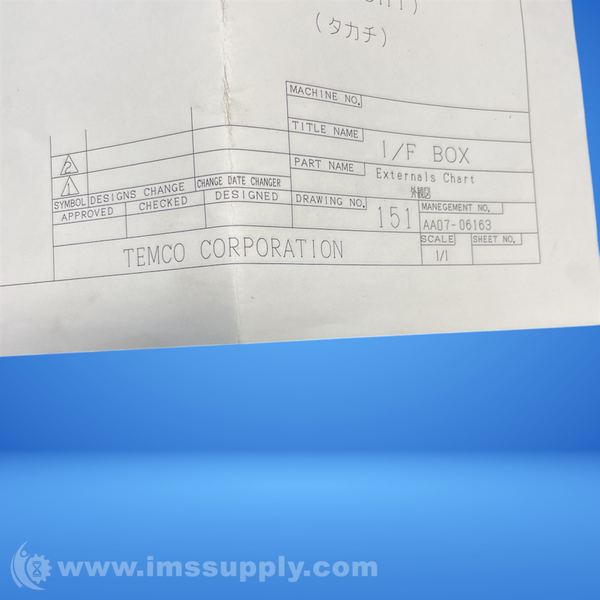 (タカチ)
MACHINE NO.
TITLE NAME
I/F BOX
PART NAME
Externals Chart
外観図
2
1
SYMBOL DESIGNS CHANGE CHANGE DATE CHANGER
APPROVED CHECKED DESIGNED
DRAWING NO. 151
MANEGEMENT NO.
AA07-06163
SCALE SHEET NO.
1/1
TEMCO CORPORATION
www.imssupply.com